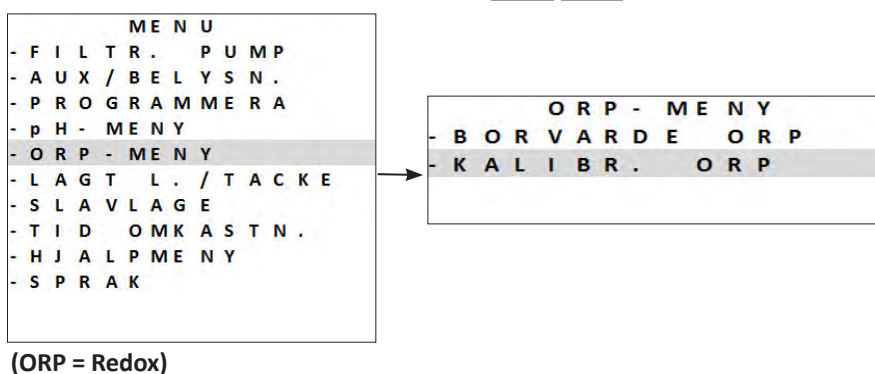 MENU
- FILTR. PUMP
- AUX/BELYSN.
- PROGRAMMERA
- pH- MENY
- ORP-MENY
- LAGT L./TACKE
- SLAVLAGE
- TID OMKASTN.
- HJALPMENY
- SPRAK
(ORP = Redox)
ORP- MENY
- BORVARDE ORP
- KALIBR. ORP